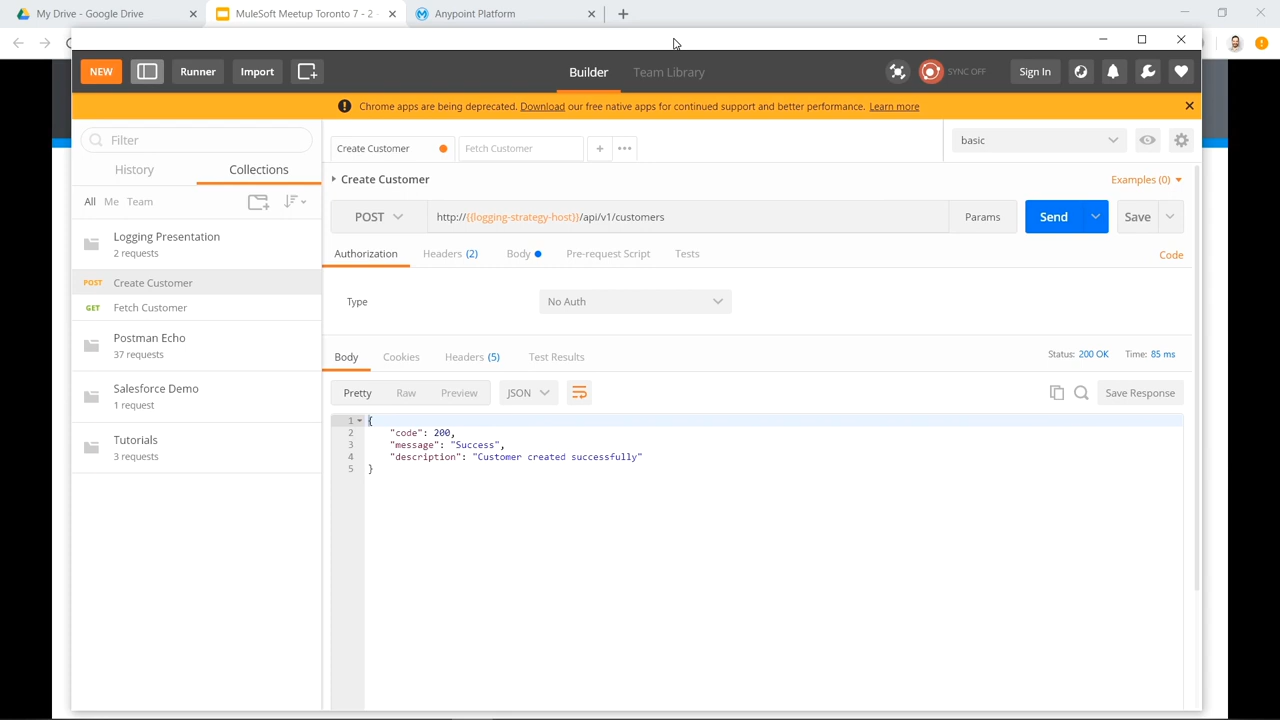 My Drive - Google Drive
MuleSoft Meetup Toronto 7 - 2 -
Anypoint Platform
NEW
Runner
Import
Builder
Team Library
SYNC OFF
Sign In
Chrome apps are being deprecated. Download our free native apps for continued support and better performance. Learn more
Filter
History
Collections
All Me Team
Logging Presentation
2 requests
POST Create Customer
GET Fetch Customer
Postman Echo
37 requests
Salesforce Demo
1 request
Tutorials
3 requests
Create Customer
Fetch Customer
basic
Create Customer
Examples (0)
POST
http://{{logging-strategy-host}}/api/v1/customers
Params
Send
Save
Authorization
Headers (2)
Body
Pre-request Script
Tests
Code
Type
No Auth
Body
Cookies
Headers (5)
Test Results
Status: 200 OK
Time: 85 ms
Pretty
Raw
Preview
JSON
Save Response
1 {
2 "code": 200,
3 "message": "Success",
4 "description": "Customer created successfully"
5 }